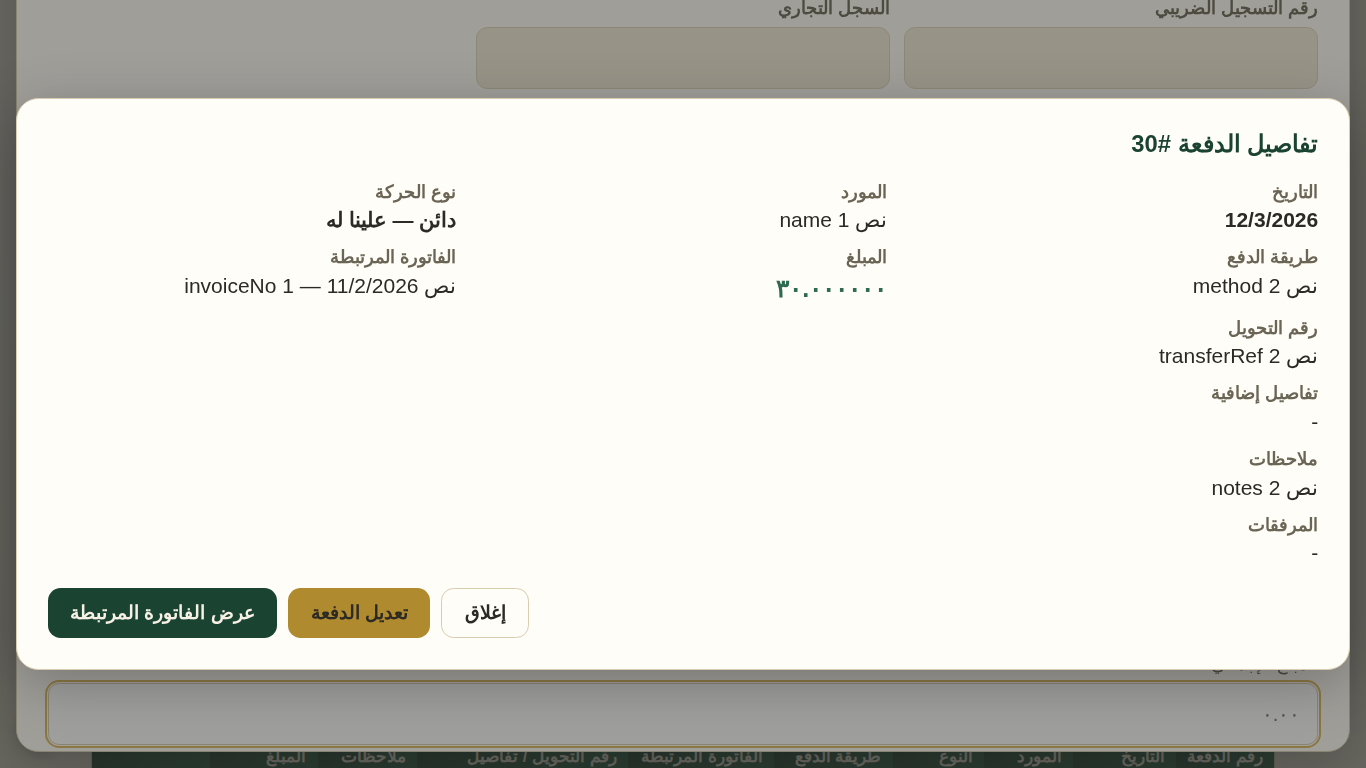 رقم التسجيل الضريبي
السجل التجاري
تفاصيل الدفعة #30
التاريخ
المورد
نوع الحركة
12/3/2026
نص name 1
دائن — علينا له
طريقة الدفع
المبلغ
الفاتورة المرتبطة
نص method 2
٣٠.٠٠٠٠٠٠
نص invoiceNo 1 — 11/2/2026
رقم التحويل
نص transferRef 2
تفاصيل إضافية
-
ملاحظات
نص notes 2
المرفقات
-
إغلاق
تعديل الدفعة
عرض الفاتورة المرتبطة
٠.٠٠
رقم الدفعة
التاريخ
المورد
النوع
طريقة الدفع
الفاتورة المرتبطة
رقم التحويل / تفاصيل
ملاحظات
المبلغ